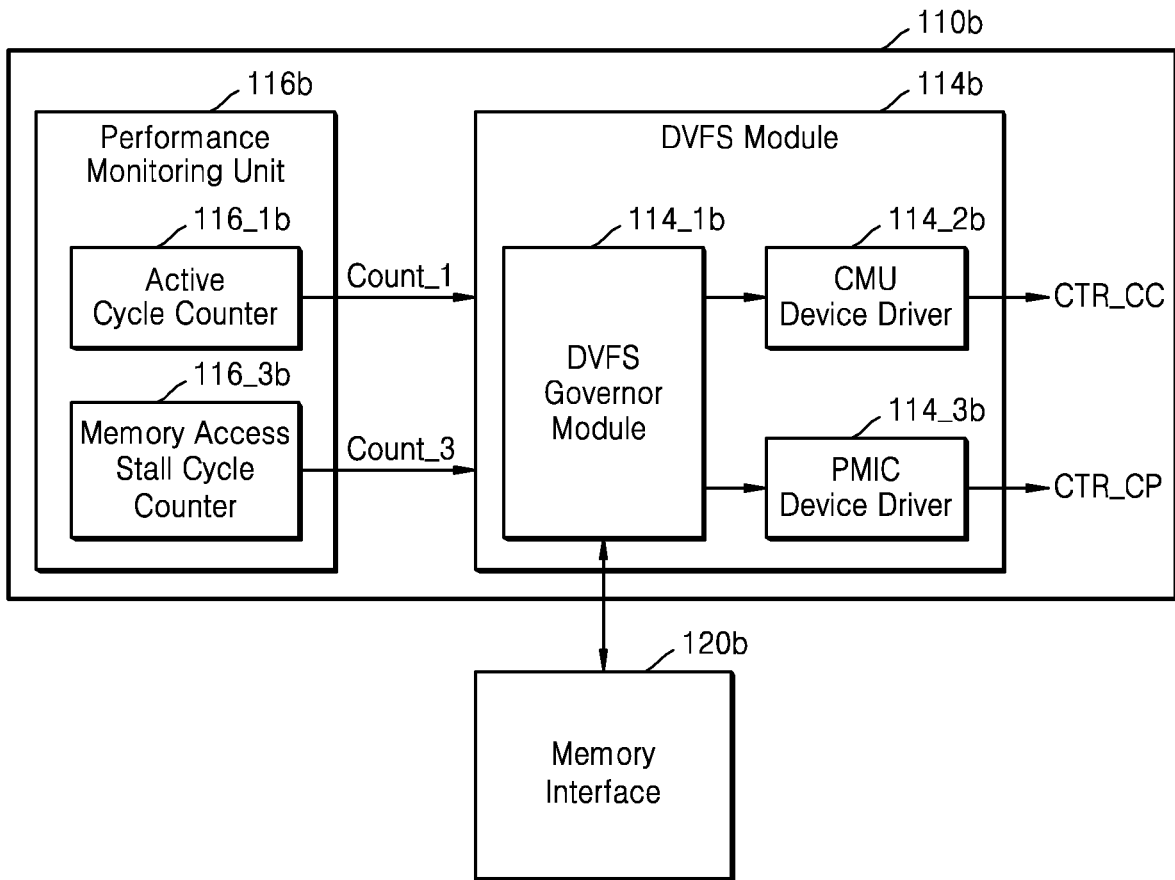 110b
116b
114b
Performance
Monitoring Unit
DVFS Module
116_1b
114_1b
114_2b
Active
Cycle Counter
Count_1
CMU
Device Driver
CTR_CC
DVFS
Governor
Module
116_3b
114_3b
Memory Access
Stall Cycle
Counter
Count_3
PMIC
Device Driver
CTR_CP
120b
Memory
Interface